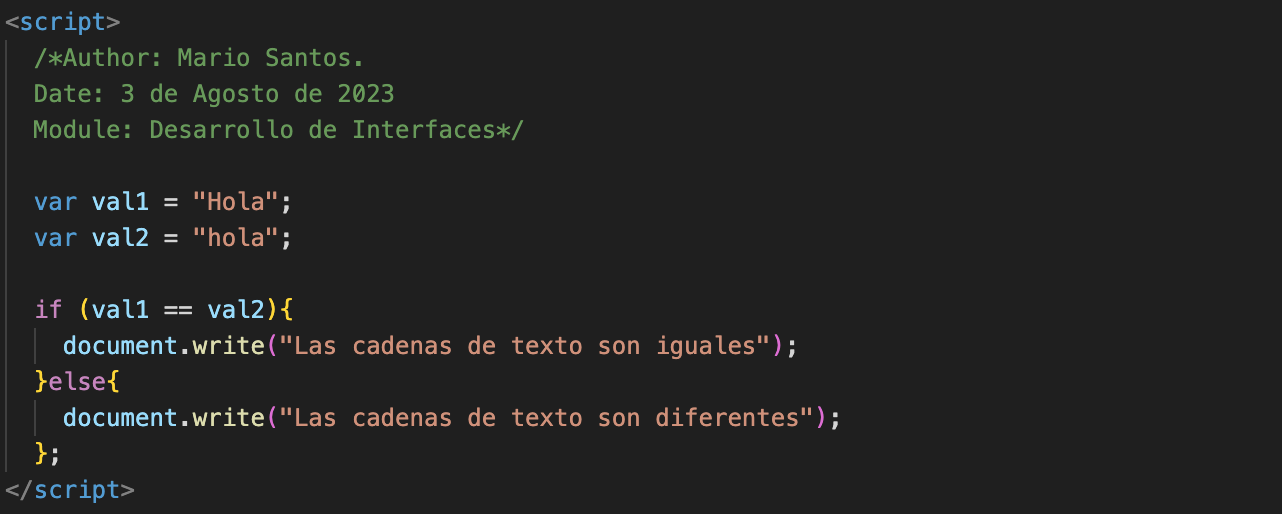 <script>
/*Author: Mario Santos.
Date: 3 de Agosto de 2023
Module: Desarrollo de Interfaces*/
var val1 = "Hola";
var val2 = "hola";
if (val1 == val2){
document.write("Las cadenas de texto son iguales");
}else{
document.write("Las cadenas de texto son diferentes");
};
</script>